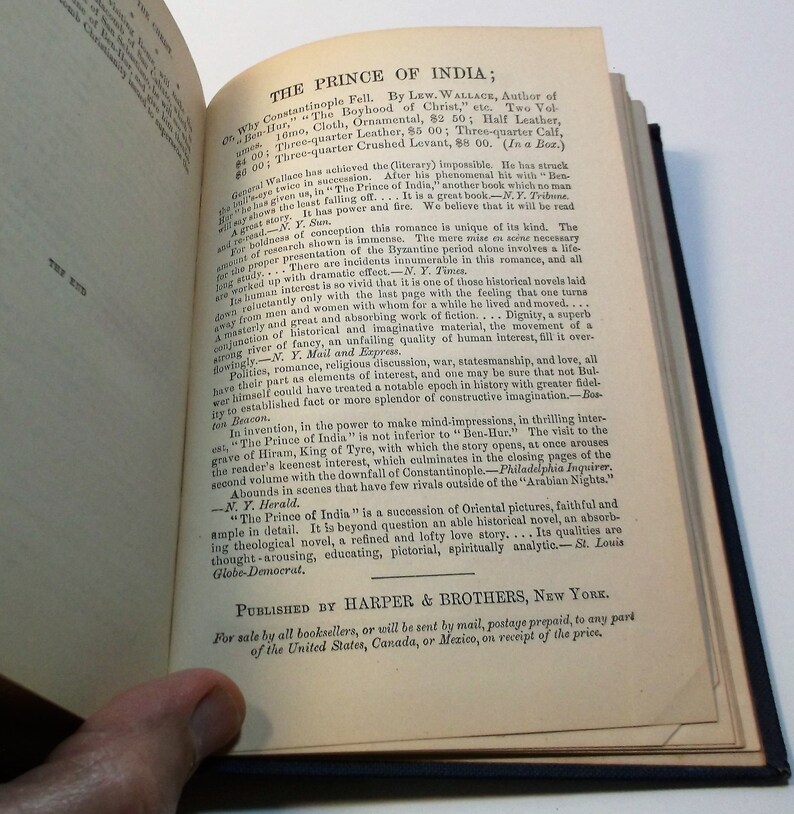 THE CHRIST.
THE END
THE PRINCE OF INDIA;
Or, Why Constantinople Fell. By Lew. Wallace, Author of
"Ben-Hur," "The Boyhood of Christ," etc. Two Vol-
umes. 16mo, Cloth, Ornamental, $2 50; Half Leather,
$4 00; Three-quarter Leather, $5 00; Three-quarter Calf,
$6 00; Three-quarter Crushed Levant, $8 00. (In a Box.)
General Wallace has achieved the (literary) impossible. He has struck
the bull's-eye twice in succession. After his phenomenal hit with "Ben-
Hur" he has given us, in "The Prince of India," another book which no man
will say shows the least falling off. . . . It is a great book.—N. Y. Tribune.
A great story. It has power and fire. We believe that it will be read
and re-read.—N. Y. Sun.
For boldness of conception this romance is unique of its kind. The
amount of research shown is immense. The mere mise en scène necessary
for the proper presentation of the Byzantine period alone involves a life-
long study. . . . There are incidents innumerable in this romance, and all
are worked up with dramatic effect.—N. Y. Times.
Its human interest is so vivid that it is one of those historical novels laid
down reluctantly only with the last page with the feeling that one turns
away from men and women with whom for a while he lived and moved. . . .
A masterly and great and absorbing work of fiction. . . . Dignity, a superb
conjunction of historical and imaginative material, the movement of a
strong river of fancy, an unfailing quality of human interest, fill it over-
flowingly.—N. Y. Mail and Express.
Politics, romance, religious discussion, war, statesmanship, and love, all
have their part as elements of interest, and one may be sure that not Bul-
wer himself could have treated a notable epoch in history with greater fidel-
ity to established fact or more splendor of constructive imagination.—Bos-
ton Beacon.
In invention, in the power to make mind-impressions, in thrilling inter-
est, "The Prince of India" is not inferior to "Ben-Hur." The visit to the
grave of Hiram, King of Tyre, with which the story opens, at once arouses
the reader's keenest interest, which culminates in the closing pages of the
second volume with the downfall of Constantinople.—Philadelphia Inquirer.
Abounds in scenes that have few rivals outside of the "Arabian Nights."
—N. Y. Herald.
"The Prince of India" is a succession of Oriental pictures, faithful and
ample in detail. It is beyond question an able historical novel, an absorb-
ing theological novel, a refined and lofty love story. . . . Its qualities are
thought-arousing, educating, pictorial, spiritually analytic.—St. Louis
Globe-Democrat.
Published by HARPER & BROTHERS, New York.
For sale by all booksellers, or will be sent by mail, postage prepaid, to any part
of the United States, Canada, or Mexico, on receipt of the price.